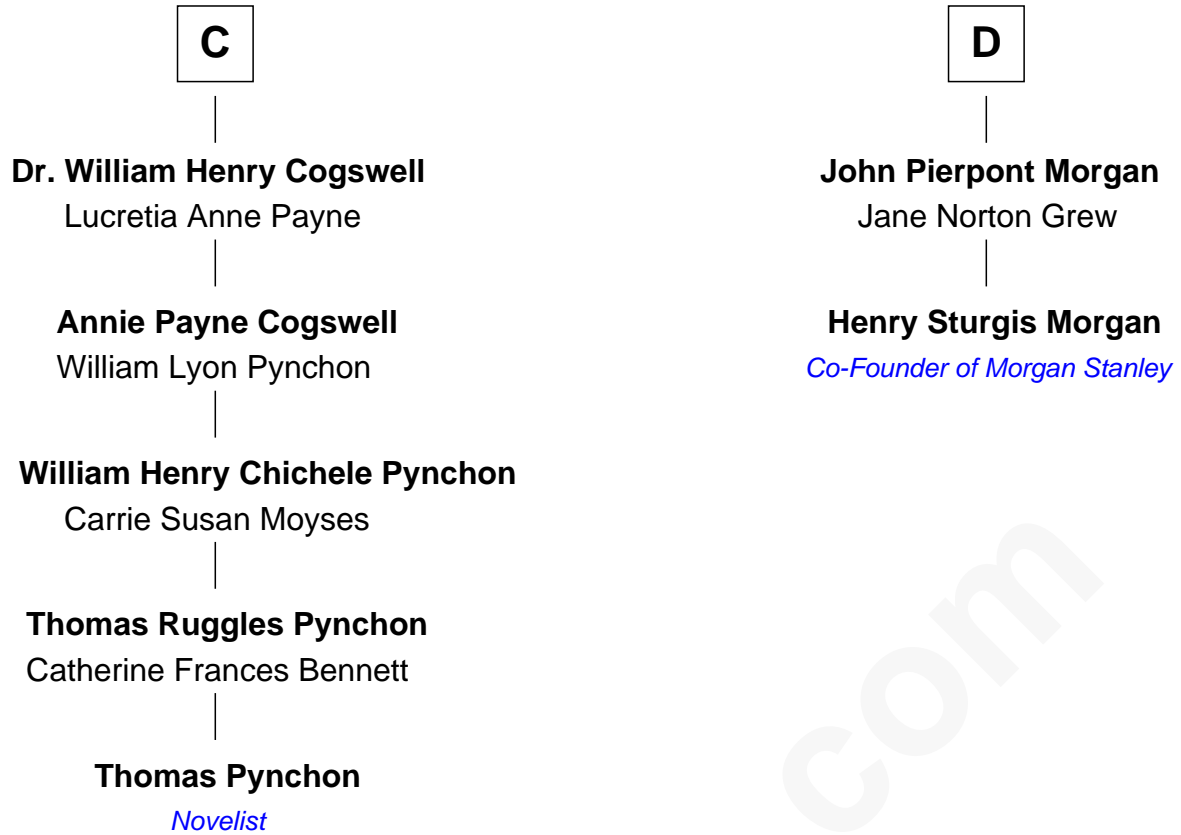 C
Dr. William Henry Cogswell
Lucretia Anne Payne
Annie Payne Cogswell
William Lyon Pynchon
William Henry Chichele Pynchon
Carrie Susan Moyses
Thomas Ruggles Pynchon
Catherine Frances Bennett
Thomas Pynchon
Novelist
D
John Pierpont Morgan
Jane Norton Grew
Henry Sturgis Morgan
Co-Founder of Morgan Stanley
com